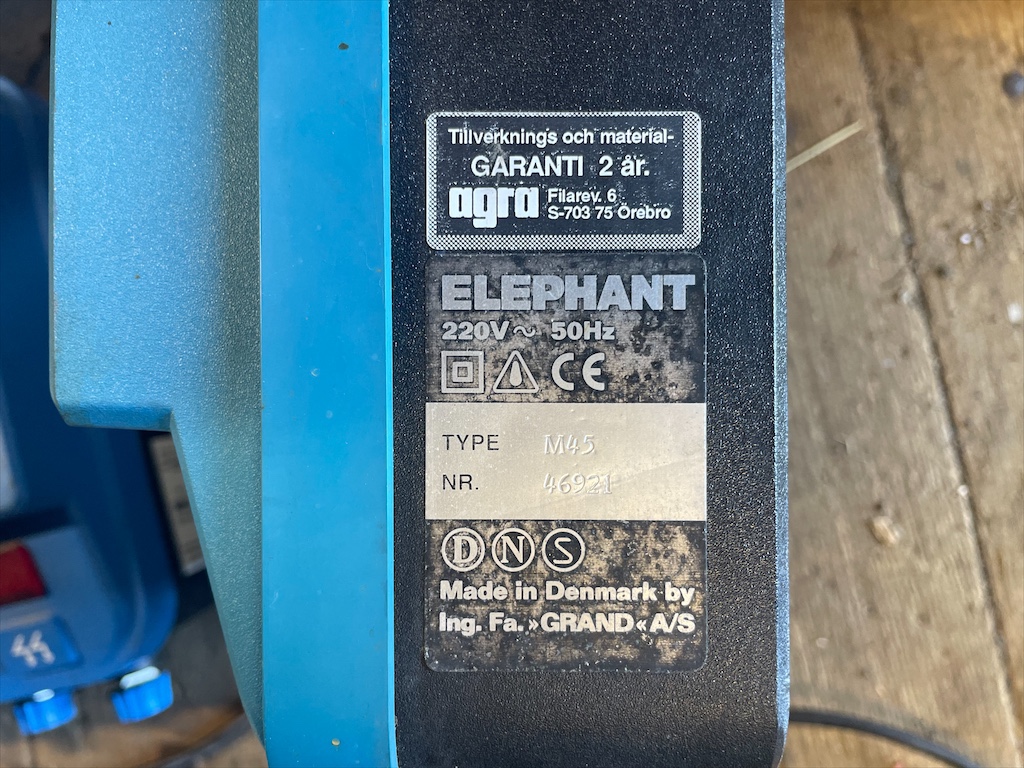 Tillverknings och material-
GARANTI 2 år.
agra
Filarev. 6
S-703 75 Örebro
ELEPHANT
220V ~ 50Hz
CE
TYPE M45
NR. 46921
D N S
Made in Denmark by
Ing. Fa. »GRAND« A/S
44